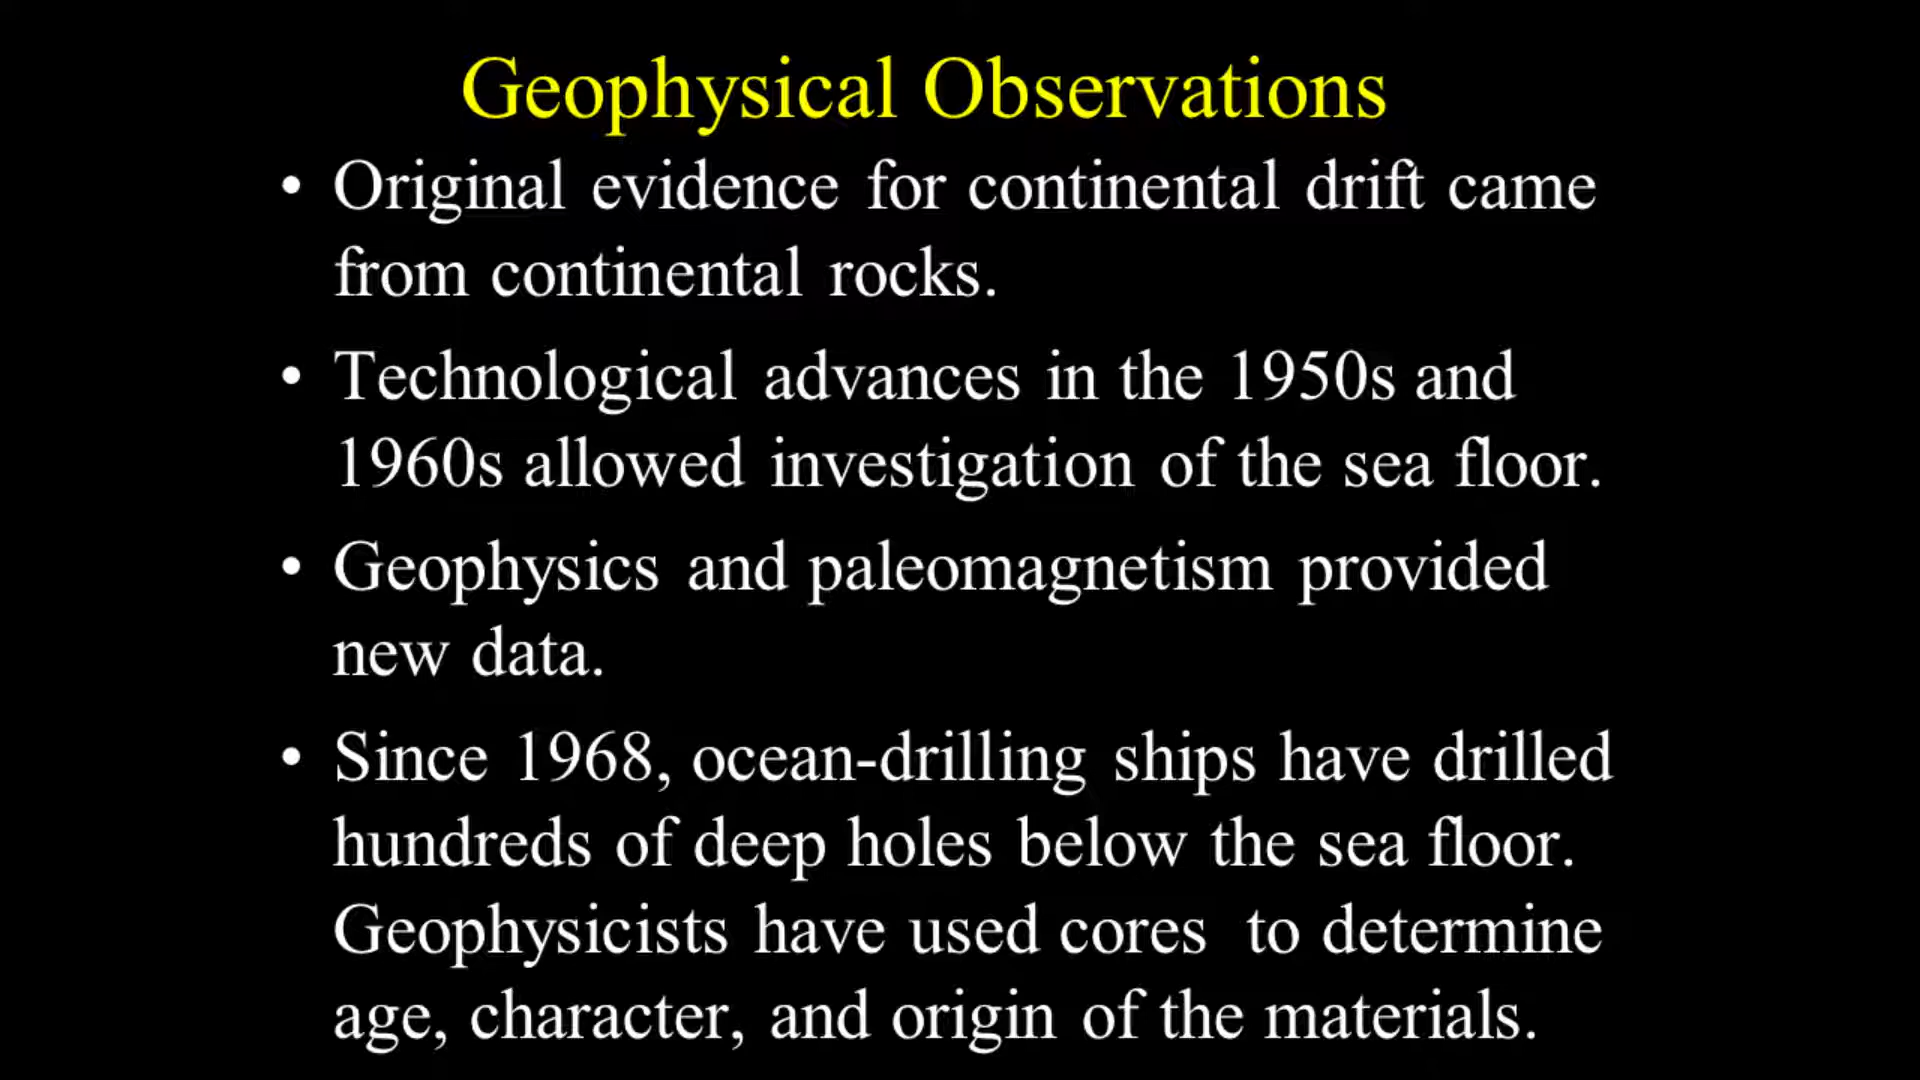 Geophysical Observations
• Original evidence for continental drift came
from continental rocks.
• Technological advances in the 1950s and
1960s allowed investigation of the sea floor.
• Geophysics and paleomagnetism provided
new data.
• Since 1968, ocean-drilling ships have drilled
hundreds of deep holes below the sea floor.
Geophysicists have used cores to determine
age, character, and origin of the materials.